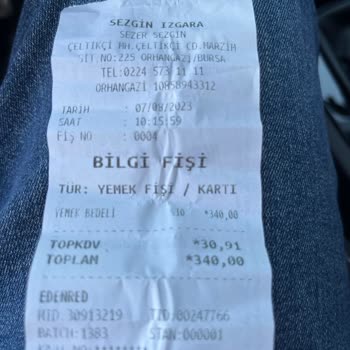 SEZGİN IZGARA
SEZER SEZGİN
ÇELTİKÇİ MH.ÇELTİKÇİ CD.MARZİH
SİT.NO:225 ORHANGAZİ/BURSA
TEL:0224 573 11 11
ORHANGAZİ 10858943312
TARİH : 07/09/2023
SAAT : 10:15:59
FİŞ NO : 0004
BİLGİ FİŞİ
TÜR: YEMEK FİŞİ / KARTI
YEMEK BEDELİ 10 *340,00
TOPKDV *30,91
TOPLAM *340,00
EDENRED
MID:30913219 TID:00247766
BATCH:1383 STAN:000001